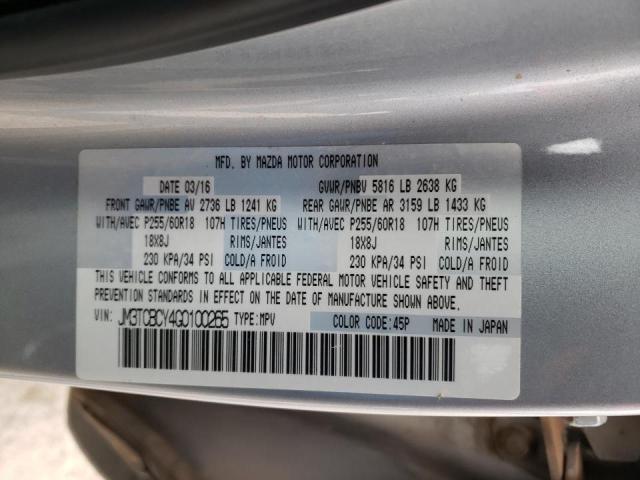 MFD. BY MAZDA MOTOR CORPORATION
DATE 03/16 GVWR/PNBV 5816 LB 2638 KG
FRONT GAWR/PNBE AV 2736 LB 1241 KG REAR GAWR/PNBE AR 3159 LB 1433 KG
WITH/AVEC P255/60R18 107H TIRES/PNEUS WITH/AVEC P255/60R18 107H TIRES/PNEUS
18X8J RIMS/JANTES 18X8J RIMS/JANTES
230 KPA/34 PSI COLD/A FROID 230 KPA/34 PSI COLD/A FROID
THIS VEHICLE CONFORMS TO ALL APPLICABLE FEDERAL MOTOR VEHICLE SAFETY AND THEFT
PREVENTION STANDARDS IN EFFECT ON THE DATE OF MANUFACTURE SHOWN ABOVE.
VIN: JM3TCBCY4G0100265 TYPE:MPV COLOR CODE:45P MADE IN JAPAN